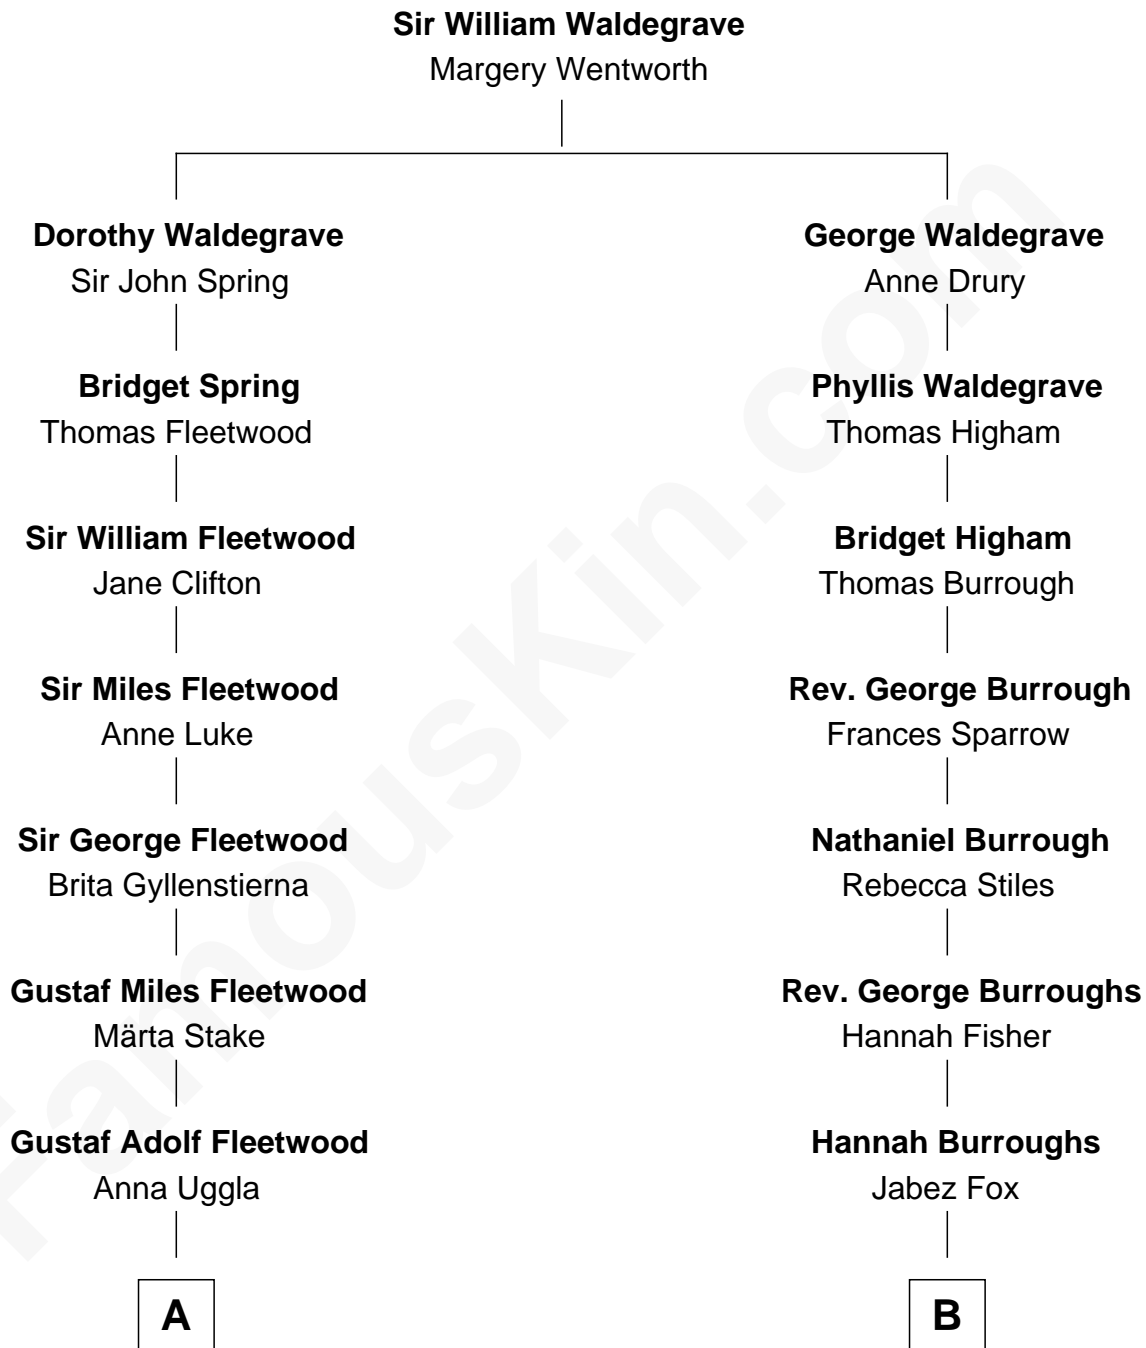 Sir William Waldegrave
Margery Wentworth
Dorothy Waldegrave
Sir John Spring
George Waldegrave
Anne Drury
Bridget Spring
Thomas Fleetwood
Phyllis Waldegrave
Thomas Higham
Sir William Fleetwood
Jane Clifton
Bridget Higham
Thomas Burrough
Sir Miles Fleetwood
Anne Luke
Rev. George Burrough
Frances Sparrow
Sir George Fleetwood
Brita Gyllenstierna
Nathaniel Burrough
Rebecca Stiles
Gustaf Miles Fleetwood
Märta Stake
Rev. George Burroughs
Hannah Fisher
Gustaf Adolf Fleetwood
Anna Uggla
Hannah Burroughs
Jabez Fox
A
B
FamousKin.com